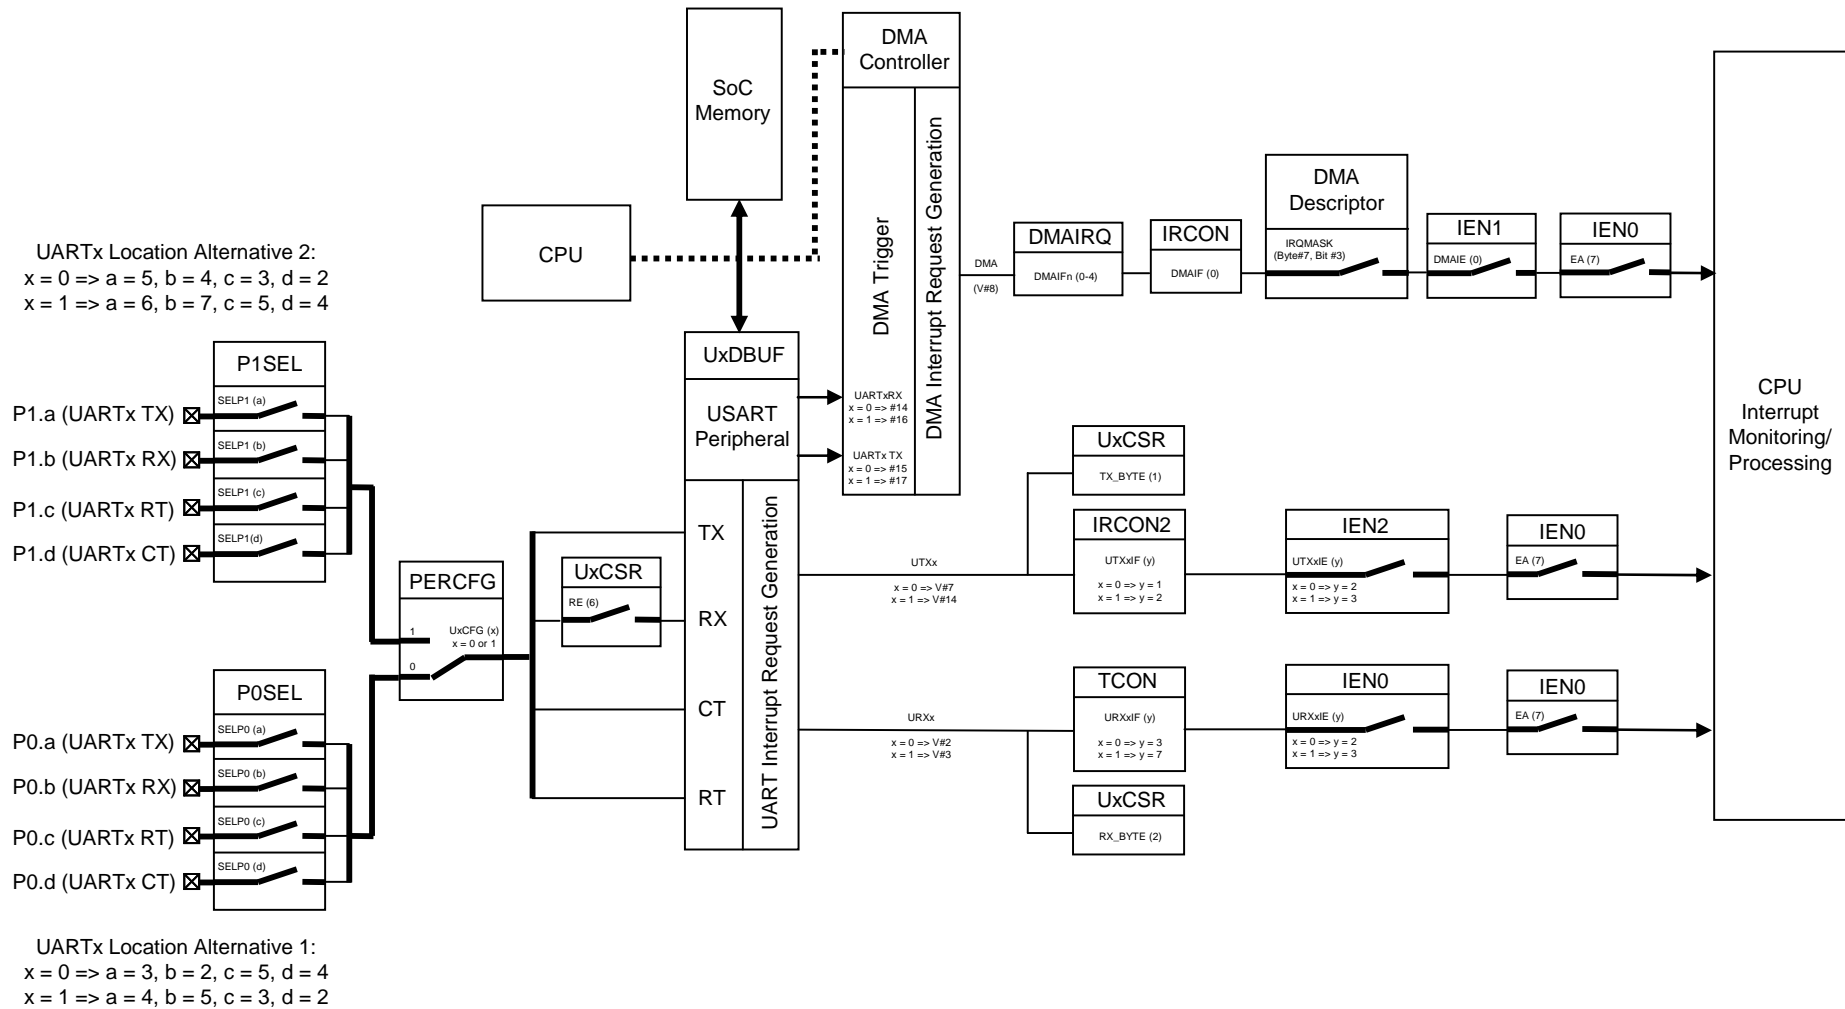 UARTx Location Alternative 2:
x = 0 => a = 5, b = 4, c = 3, d = 2
x = 1 => a = 6, b = 7, c = 5, d = 4
P1SEL
P1.a (UARTx TX)
SELP1 (a)
P1.b (UARTx RX)
SELP1 (b)
P1.c (UARTx RT)
SELP1 (c)
P1.d (UARTx CT)
SELP1(d)
P0SEL
P0.a (UARTx TX)
SELP0 (a)
P0.b (UARTx RX)
SELP0 (b)
P0.c (UARTx RT)
SELP0 (c)
P0.d (UARTx CT)
SELP0 (d)
UARTx Location Alternative 1:
x = 0 => a = 3, b = 2, c = 5, d = 4
x = 1 => a = 4, b = 5, c = 3, d = 2
PERCFG
1
UxCFG (x)
x = 0 or 1
0
CPU
SoC
Memory
UxCSR
RE (6)
UxDBUF
USART
Peripheral
TX
RX
CT
RT
UART Interrupt Request Generation
DMA
Controller
DMA Trigger
UARTxRX
x = 0 => #14
x = 1 => #16
UARTx TX
x = 0 => #15
x = 1 => #17
DMA Interrupt Request Generation
DMA
(V#8)
DMAIRQ
DMAIFn (0-4)
IRCON
DMAIF (0)
DMA
Descriptor
IRQMASK
(Byte#7, Bit #3)
IEN1
DMAIE (0)
IEN0
EA (7)
UxCSR
TX_BYTE (1)
UTXx
x = 0 => V#7
x = 1 => V#14
IRCON2
UTXxIF (y)
x = 0 => y = 1
x = 1 => y = 2
IEN2
UTXxIE (y)
x = 0 => y = 2
x = 1 => y = 3
IEN0
EA (7)
URXx
x = 0 => V#2
x = 1 => V#3
TCON
URXxIF (y)
x = 0 => y = 3
x = 1 => y = 7
IEN0
URXxIE (y)
x = 0 => y = 2
x = 1 => y = 3
IEN0
EA (7)
UxCSR
RX_BYTE (2)
CPU
Interrupt
Monitoring/
Processing